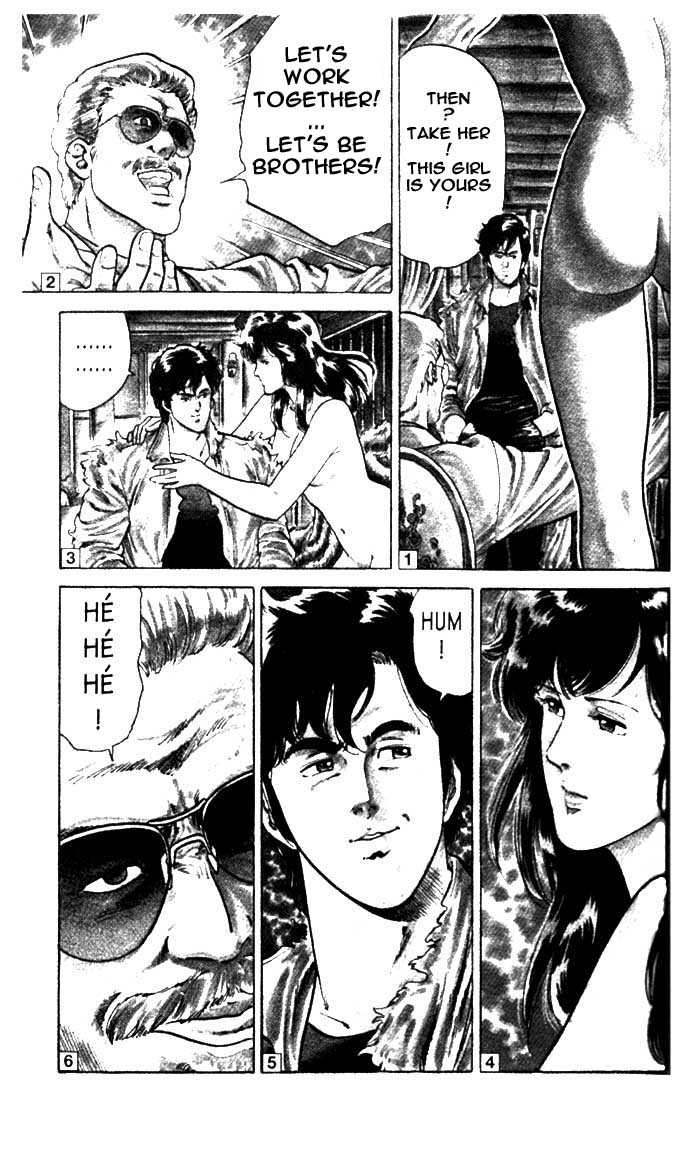 THEN
?
TAKE HER
!
THIS GIRL
IS YOURS
!
1
LET'S
WORK
TOGETHER!
...
LET'S BE
BROTHERS!
2
......
......
3
4
HUM
!
5
HÉ
HÉ
HÉ
!
6